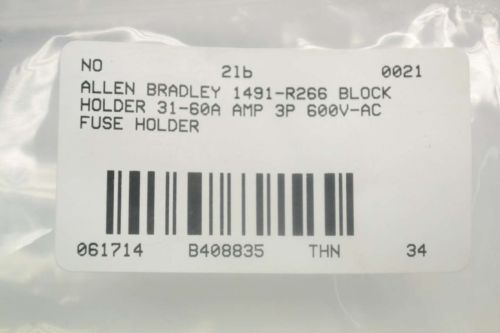 NO 2lb 0021
ALLEN BRADLEY 1491-R266 BLOCK
HOLDER 31-60A AMP 3P 600V-AC
FUSE HOLDER
061714 B408835 THN 34